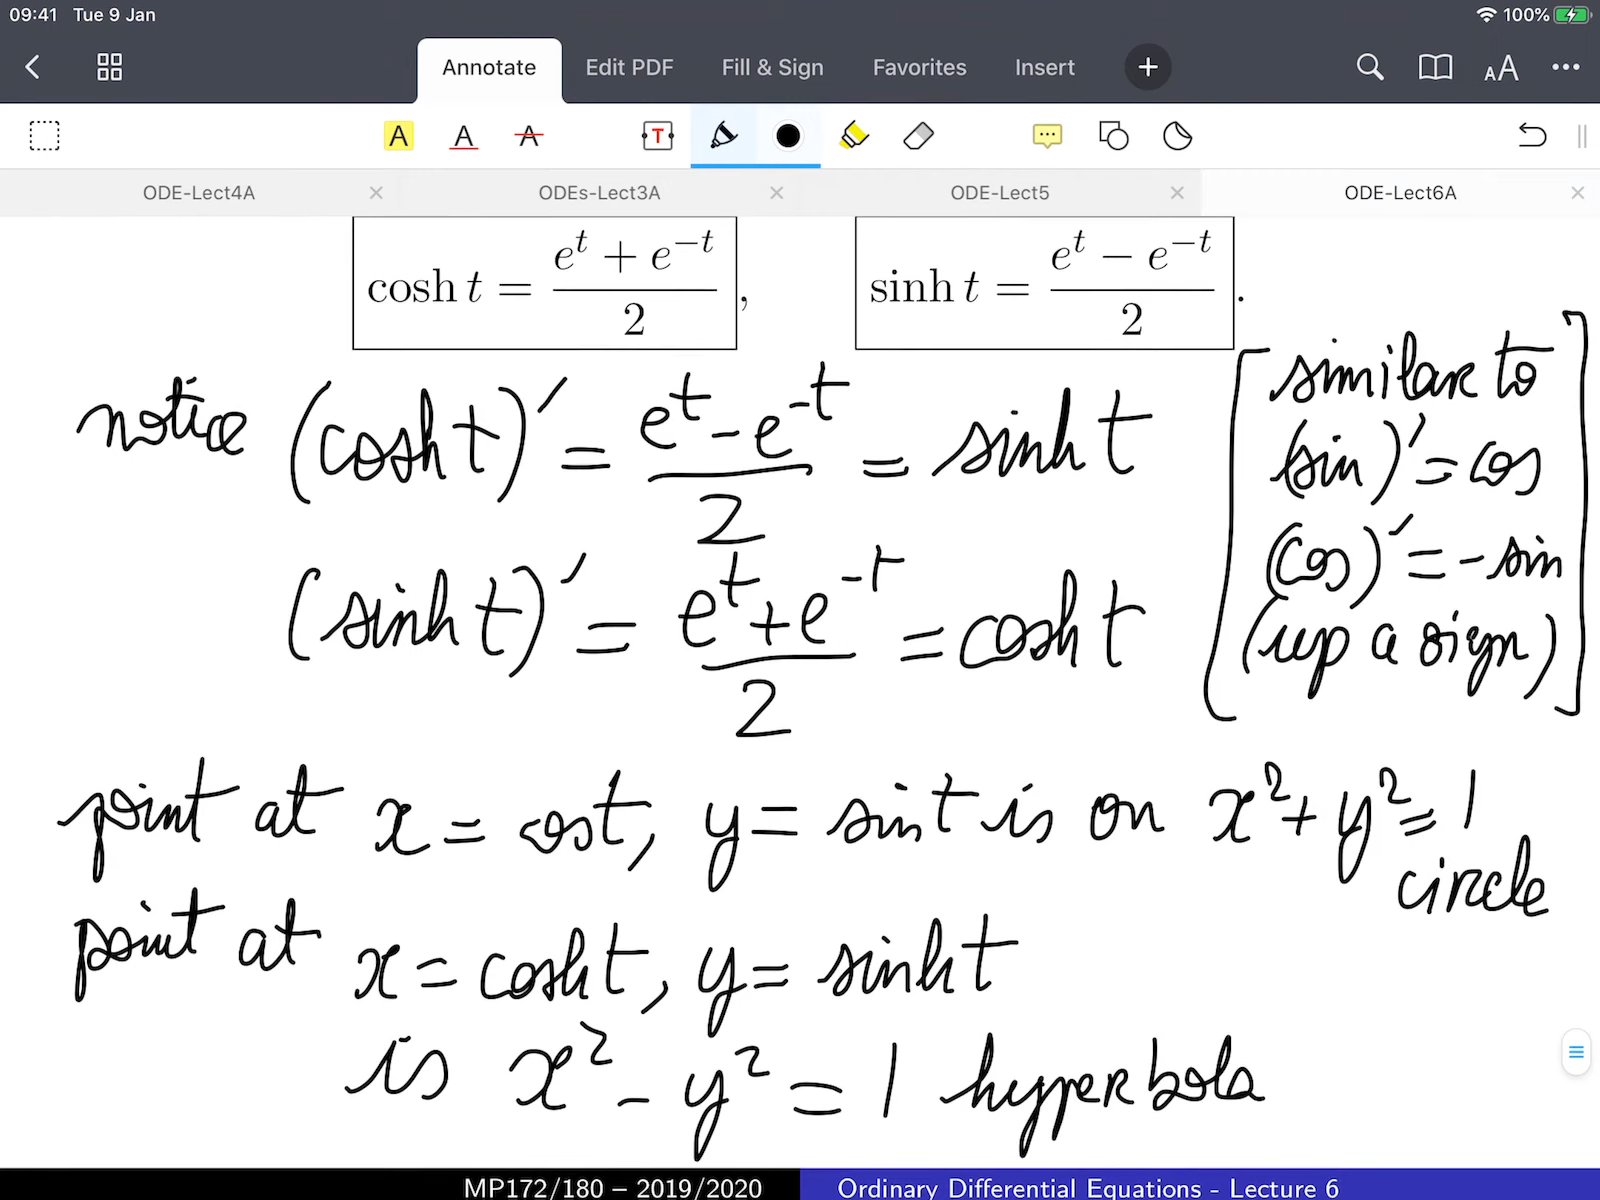 09:41 Tue 9 Jan 100%
Annotate Edit PDF Fill & Sign Favorites Insert +
A A A T
ODE-Lect4A × ODEs-Lect3A × ODE-Lect5 × ODE-Lect6A ×
cosh t = (e^t + e^{-t})/2, sinh t = (e^t − e^{-t})/2.
notice (cosh t)' = (e^t - e^{-t})/2 = sinh t
(sinh t)' = (e^t + e^{-t})/2 = cosh t
[similar to
(sin)' = cos
(cos)' = -sin
(up a sign)]
point at x = cos t, y = sin t is on x² + y² = 1
circle
point at x = cosh t, y = sinh t
is x² - y² = 1 hyperbola
MP172/180 – 2019/2020 Ordinary Differential Equations - Lecture 6